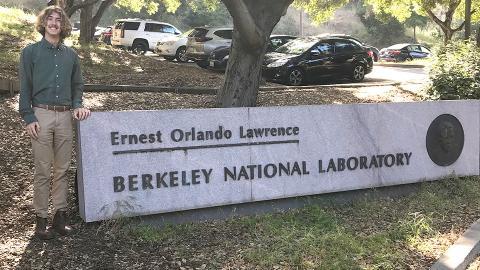 Ernest Orlando Lawrence
BERKELEY NATIONAL LABORATORY